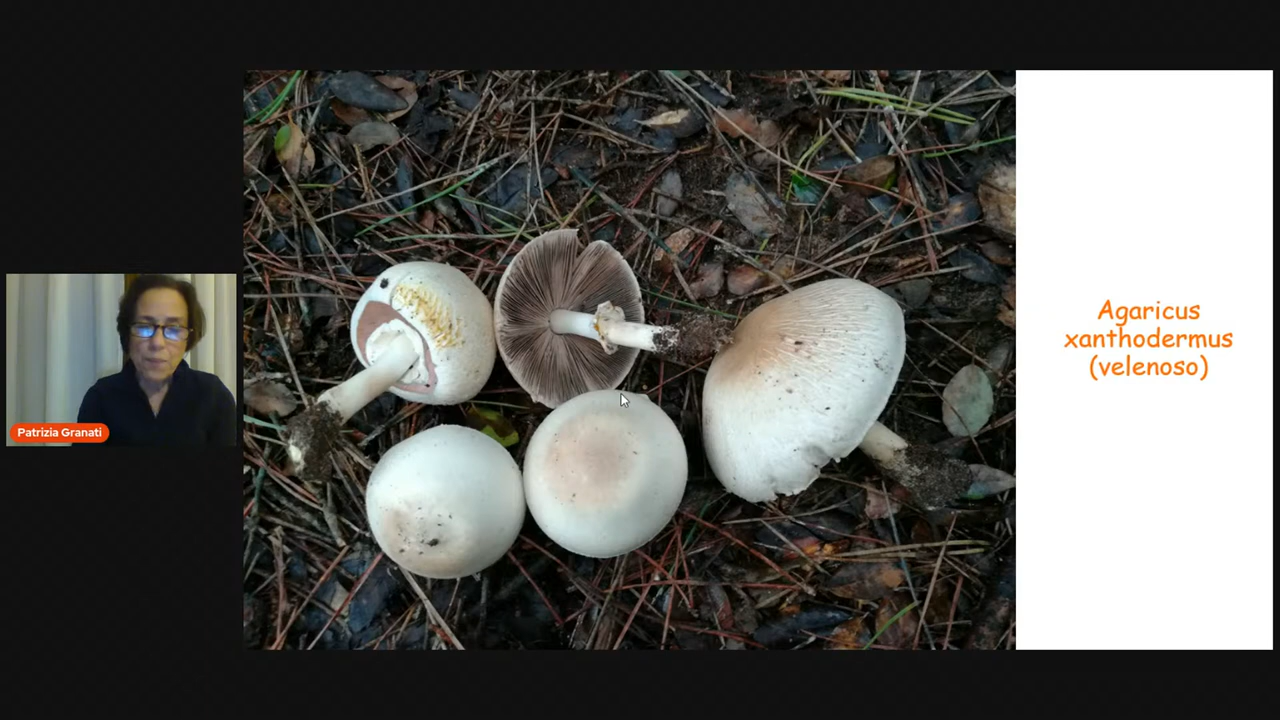 Agaricus
xanthodermus
(velenoso)
Patrizia Granati